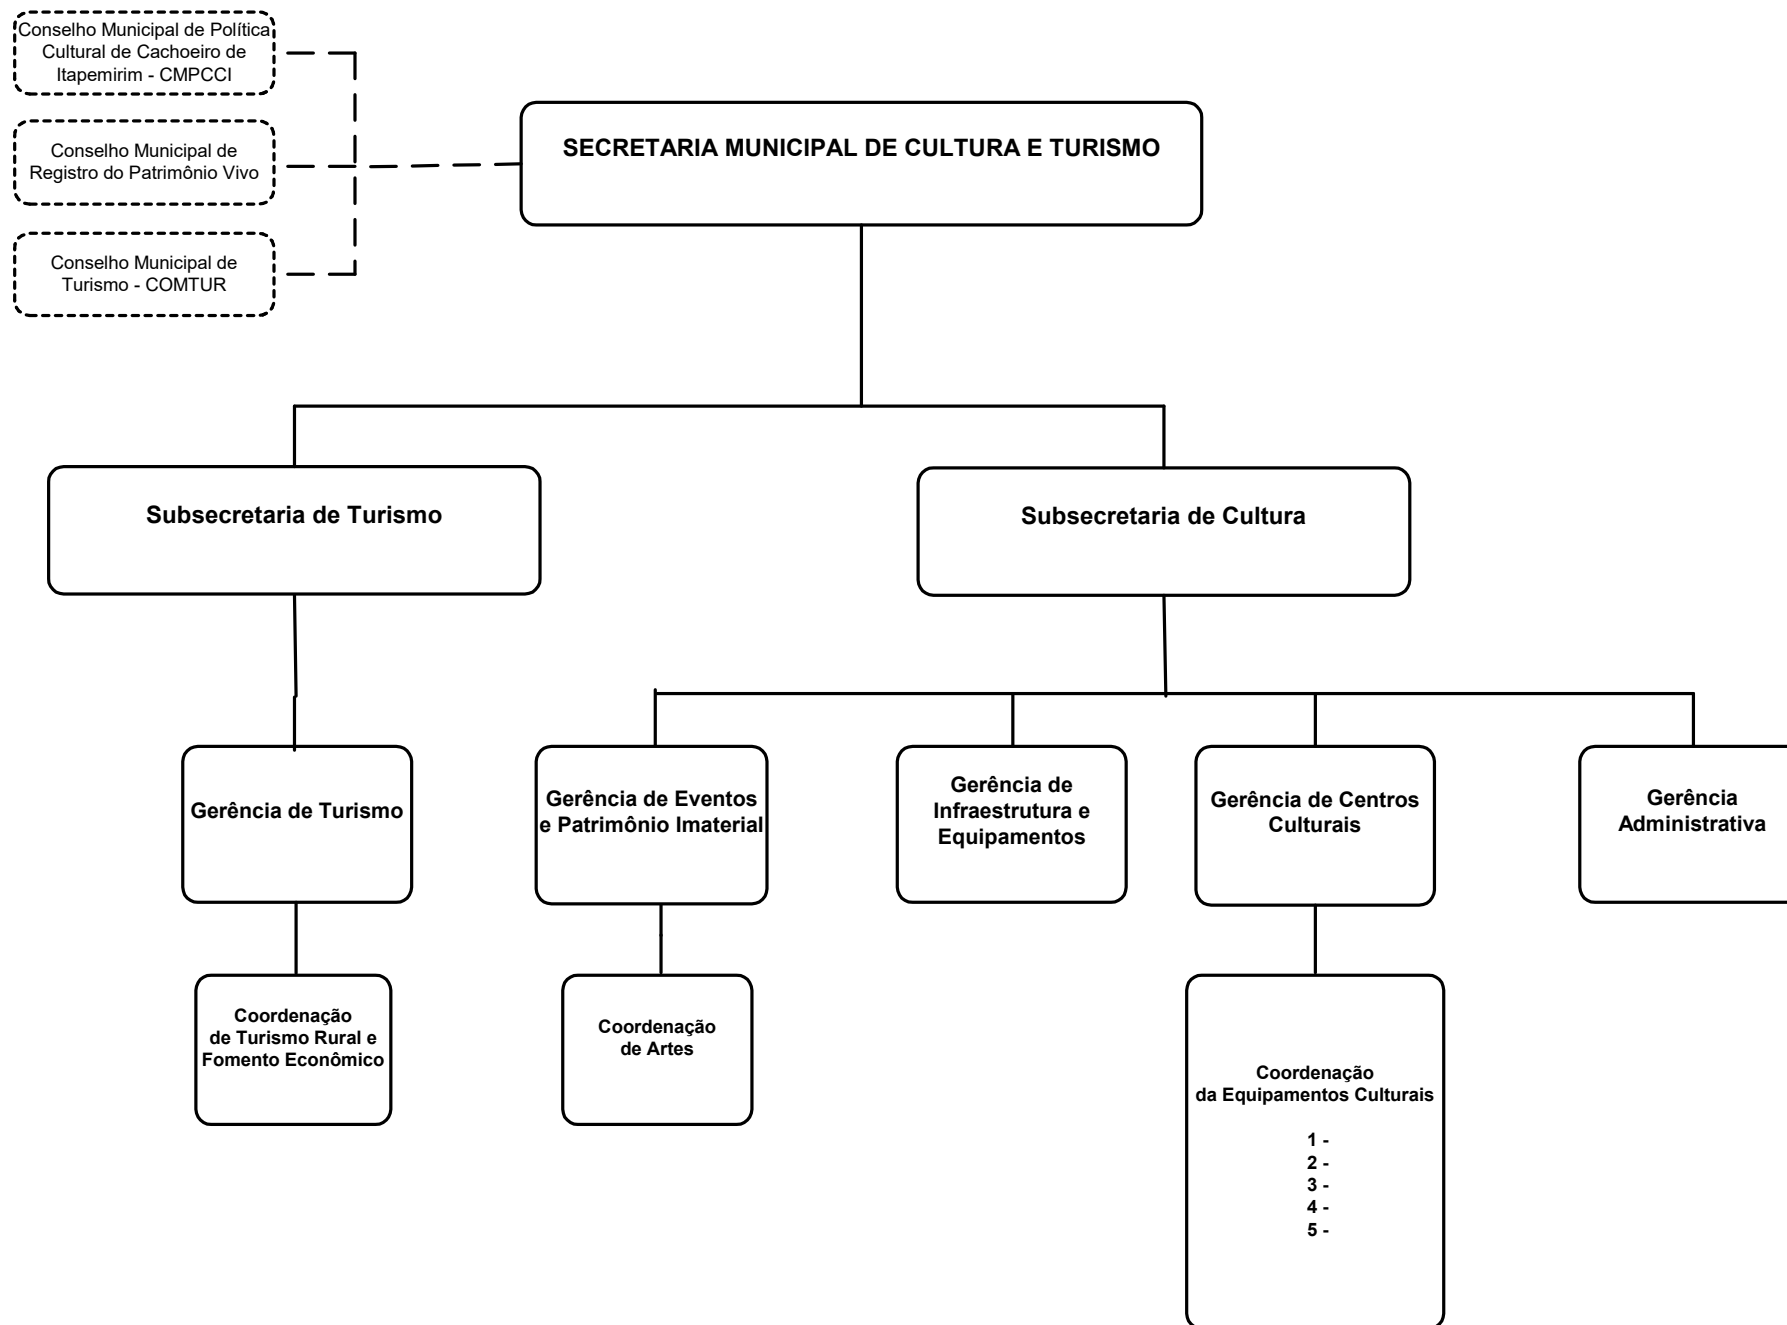 Conselho Municipal de Política
Cultural de Cachoeiro de
Itapemirim - CMPCCI
Conselho Municipal de
Registro do Patrimônio Vivo
Conselho Municipal de
Turismo - COMTUR
SECRETARIA MUNICIPAL DE CULTURA E TURISMO
Subsecretaria de Turismo
Subsecretaria de Cultura
Gerência de Turismo
Gerência de Eventos
e Patrimônio Imaterial
Gerência de
Infraestrutura e
Equipamentos
Gerência de Centros
Culturais
Gerência
Administrativa
Coordenação
de Turismo Rural e
Fomento Econômico
Coordenação
de Artes
Coordenação
da Equipamentos Culturais
1 -
2 -
3 -
4 -
5 -